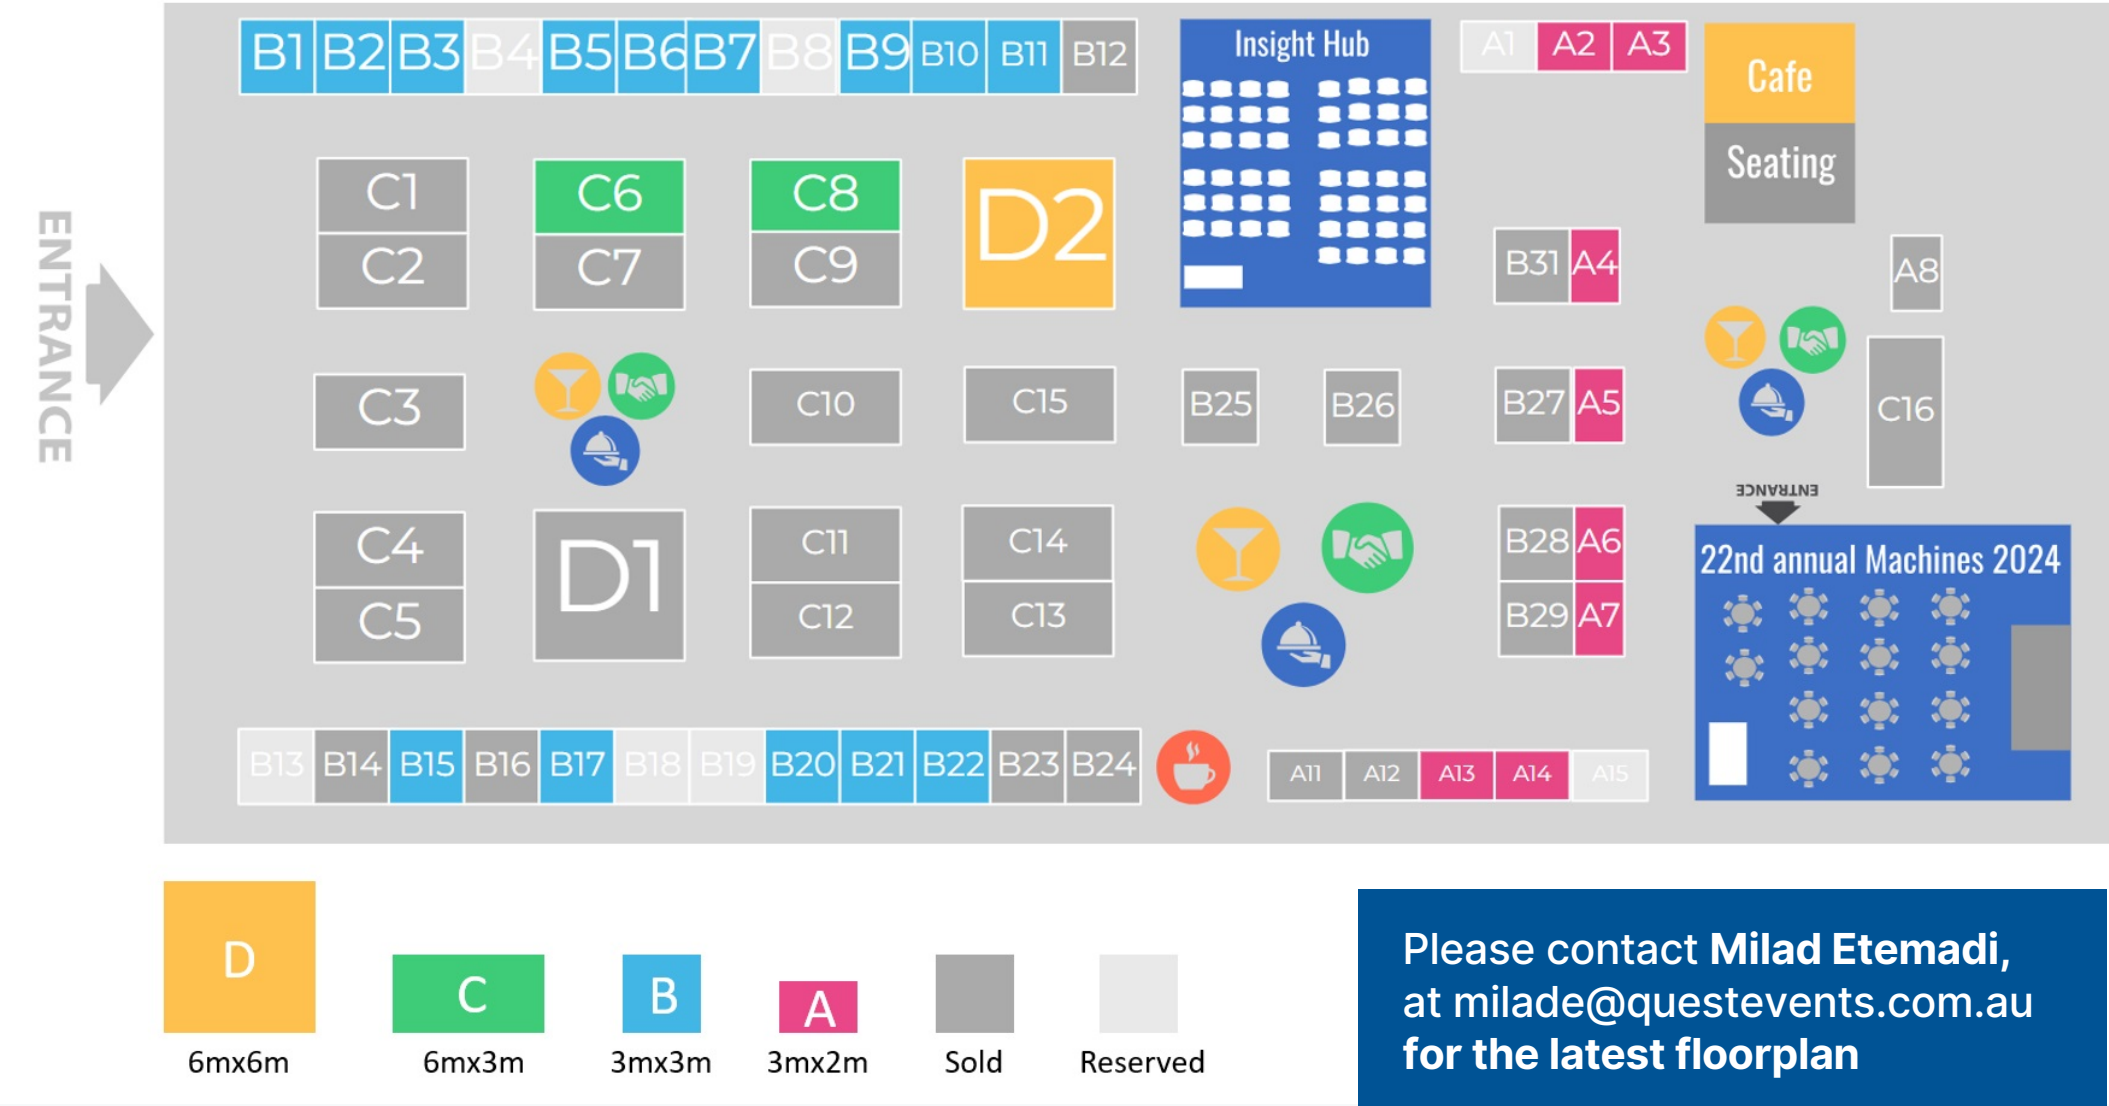 B1 B2 B3 B4 B5 B6 B7 B8 B9 B10 B11 B12
Insight Hub
A1 A2 A3
Cafe
Seating
ENTRANCE
C1 C6 C8 D2
C2 C7 C9
B31 A4
A8
C3 C10 C15 B25 B26 B27 A5 C16
ENTRANCE
C4 D1 C11 C14 B28 A6
C5 C12 C13 B29 A7
22nd annual Machines 2024
B13 B14 B15 B16 B17 B18 B19 B20 B21 B22 B23 B24
A11 A12 A13 A14 A15
D C B A
6mx6m 6mx3m 3mx3m 3mx2m Sold Reserved
Please contact Milad Etemadi,
at milade@questevents.com.au
for the latest floorplan